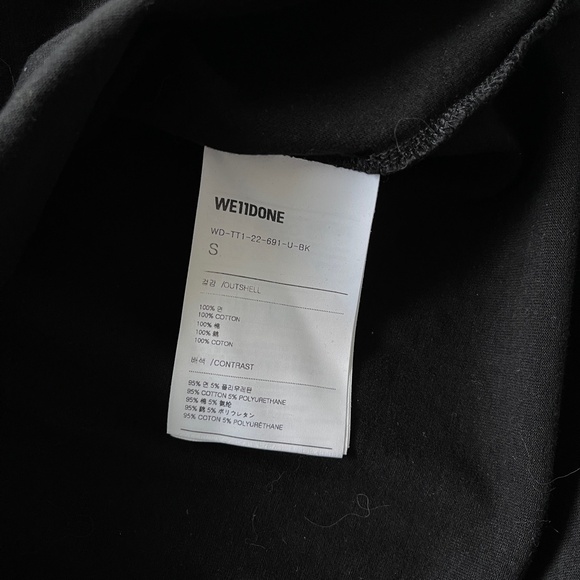 WE11DONE
WD-TT1-22-691-U-BK
S
겉감 /OUTSHELL
100% 면
100% COTTON
100% 棉
100% 綿
100% COTON
배색 /CONTRAST
95% 면 5% 폴리우레탄
95% COTTON 5% POLYURETHANE
95% 棉 5% 氨纶
95% 綿 5% ポリウレタン
95% COTON 5% POLYURÉTHANE